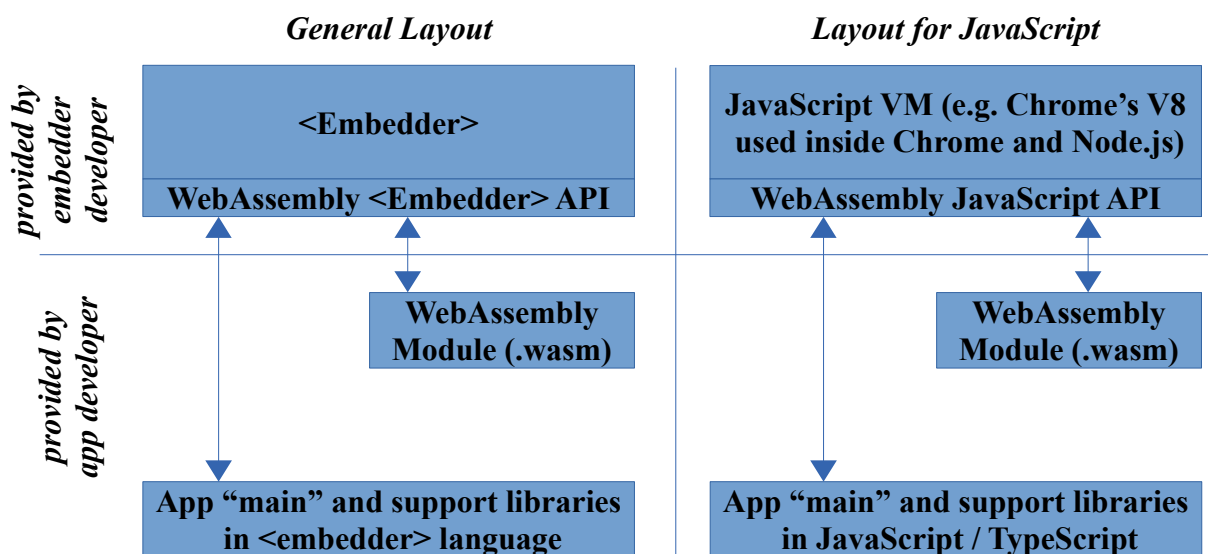 General Layout
Layout for JavaScript
provided by
embedder
developer
<Embedder>
WebAssembly <Embedder> API
JavaScript VM (e.g. Chrome’s V8
used inside Chrome and Node.js)
WebAssembly JavaScript API
provided by
app developer
WebAssembly
Module (.wasm)
WebAssembly
Module (.wasm)
App “main” and support libraries
in <embedder> language
App “main” and support libraries
in JavaScript / TypeScript